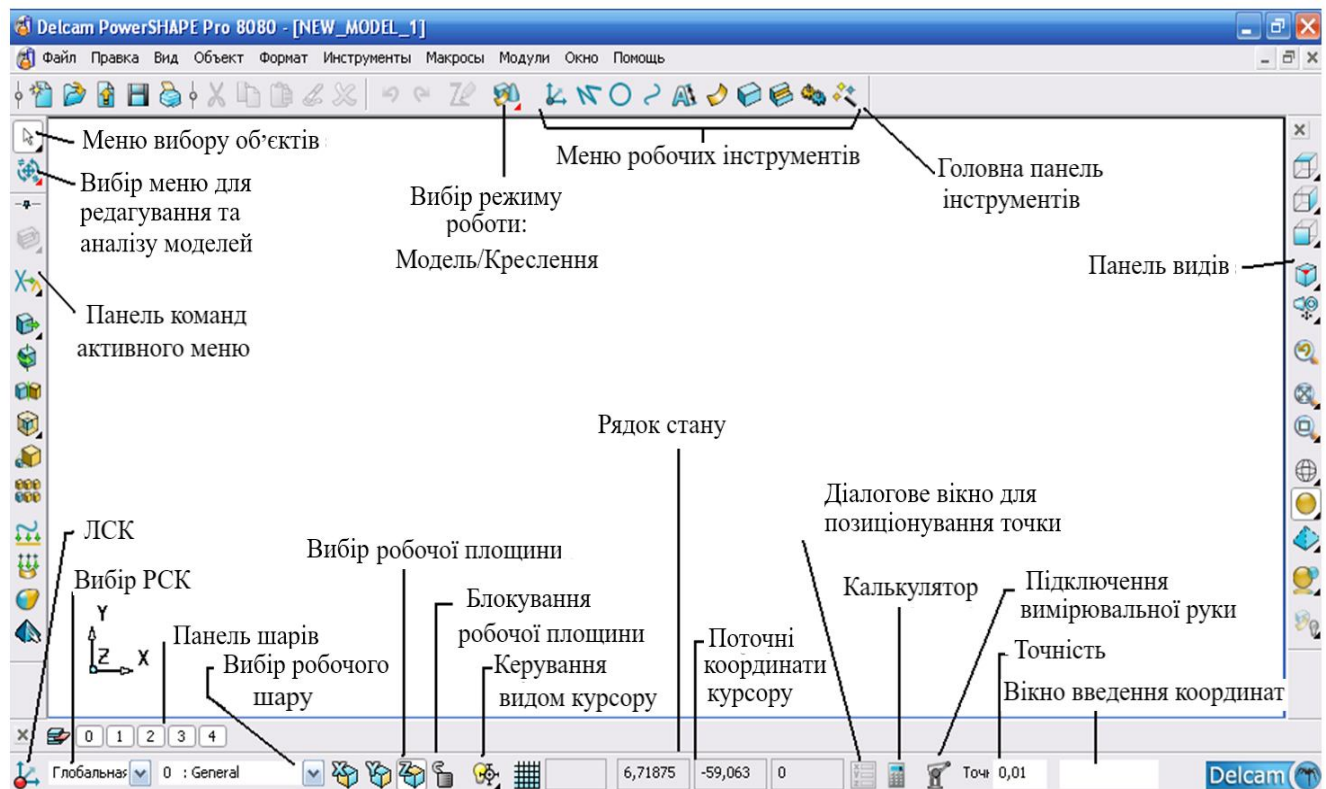 Delcam PowerSHAPE Pro 8080 - [NEW_MODEL_1]
Файл Правка Вид Объект Формат Инструменты Макросы Модули Окно Помощь
Меню вибору об’єктів
Вибір меню для
редагування та
аналізу моделей
Панель команд
активного меню
Вибір режиму
роботи:
Модель/Креслення
Меню робочих інструментів
Головна панель
інструментів
Панель видів
Рядок стану
Діалогове вікно для
позиціонування точки
ЛСК
Вибір РСК
Y
Z
X
Панель шарів
Вибір робочого
шару
Вибір робочої площини
Блокування
робочої площини
Керування
видом курсору
Поточні
координати
курсору
Калькулятор
Підключення
вимірювальної руки
Точність
Вікно введення координат
0 1 2 3 4
Глобальная 0 : General 6,71875 -59,063 0 Точн 0,01 Delcam